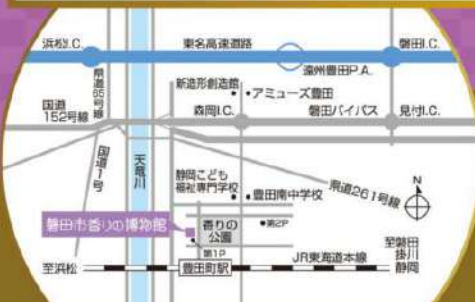 浜松I.C.
東名高速道路
磐田I.C.
遠州豊田P.A.
県道65号線
新造形創造館
アミューズ豊田
国道
152号線
森岡I.C.
磐田バイパス
見付I.C.
国道1号
天竜川
静岡こども
福祉専門学校
豊田南中学校
県道261号線
N
磐田市香りの博物館
香りの
公園
第2P
第1P
至浜松
豊田町駅
JR東海道本線
至磐田
掛川
静岡